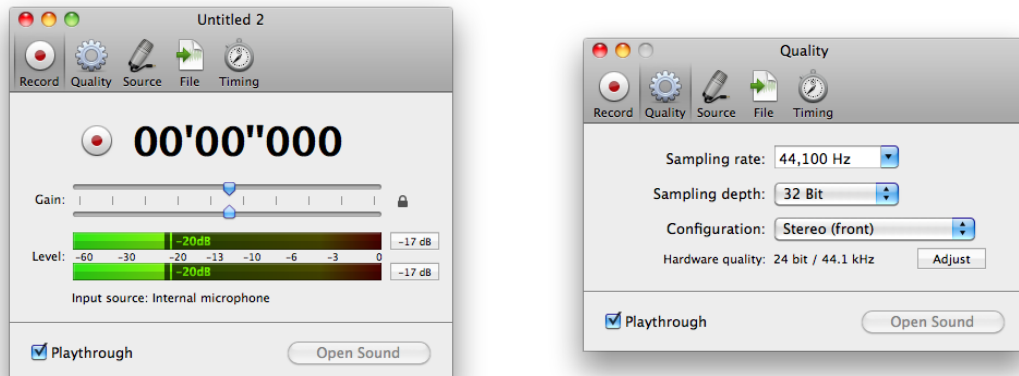 Untitled 2
Record Quality Source File Timing
00'00"000
Gain:
-20dB
-17 dB
Level: -60 -30 -20 -13 -10 -6 -3 0
-20dB
-17 dB
Input source: Internal microphone
Playthrough Open Sound
Quality
Record Quality Source File Timing
Sampling rate: 44,100 Hz
Sampling depth: 32 Bit
Configuration: Stereo (front)
Hardware quality: 24 bit / 44.1 kHz Adjust
Playthrough Open Sound